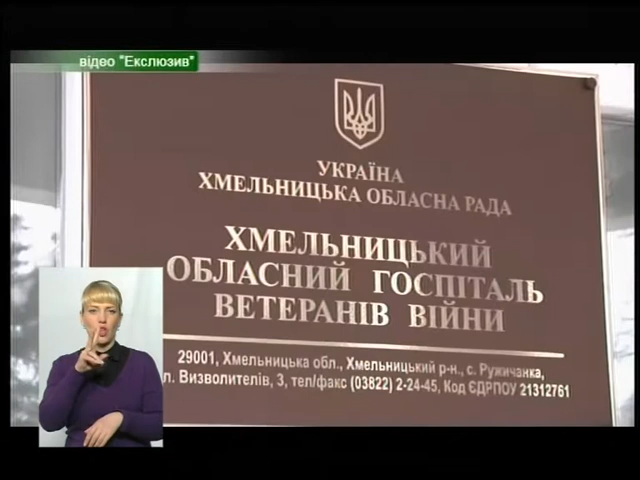 відео "Екслюзив"
УКРАЇНА
ХМЕЛЬНИЦЬКА ОБЛАСНА РАДА
ХМЕЛЬНИЦЬКИЙ
ОБЛАСНИЙ ГОСПІТАЛЬ
ВЕТЕРАНІВ ВІЙНИ
29001, Хмельницька обл., Хмельницький р-н., с. Ружичанка,
л. Визволителів, 3, тел/факс (03822) 2-24-45, Код ЄДРПОУ 21312761